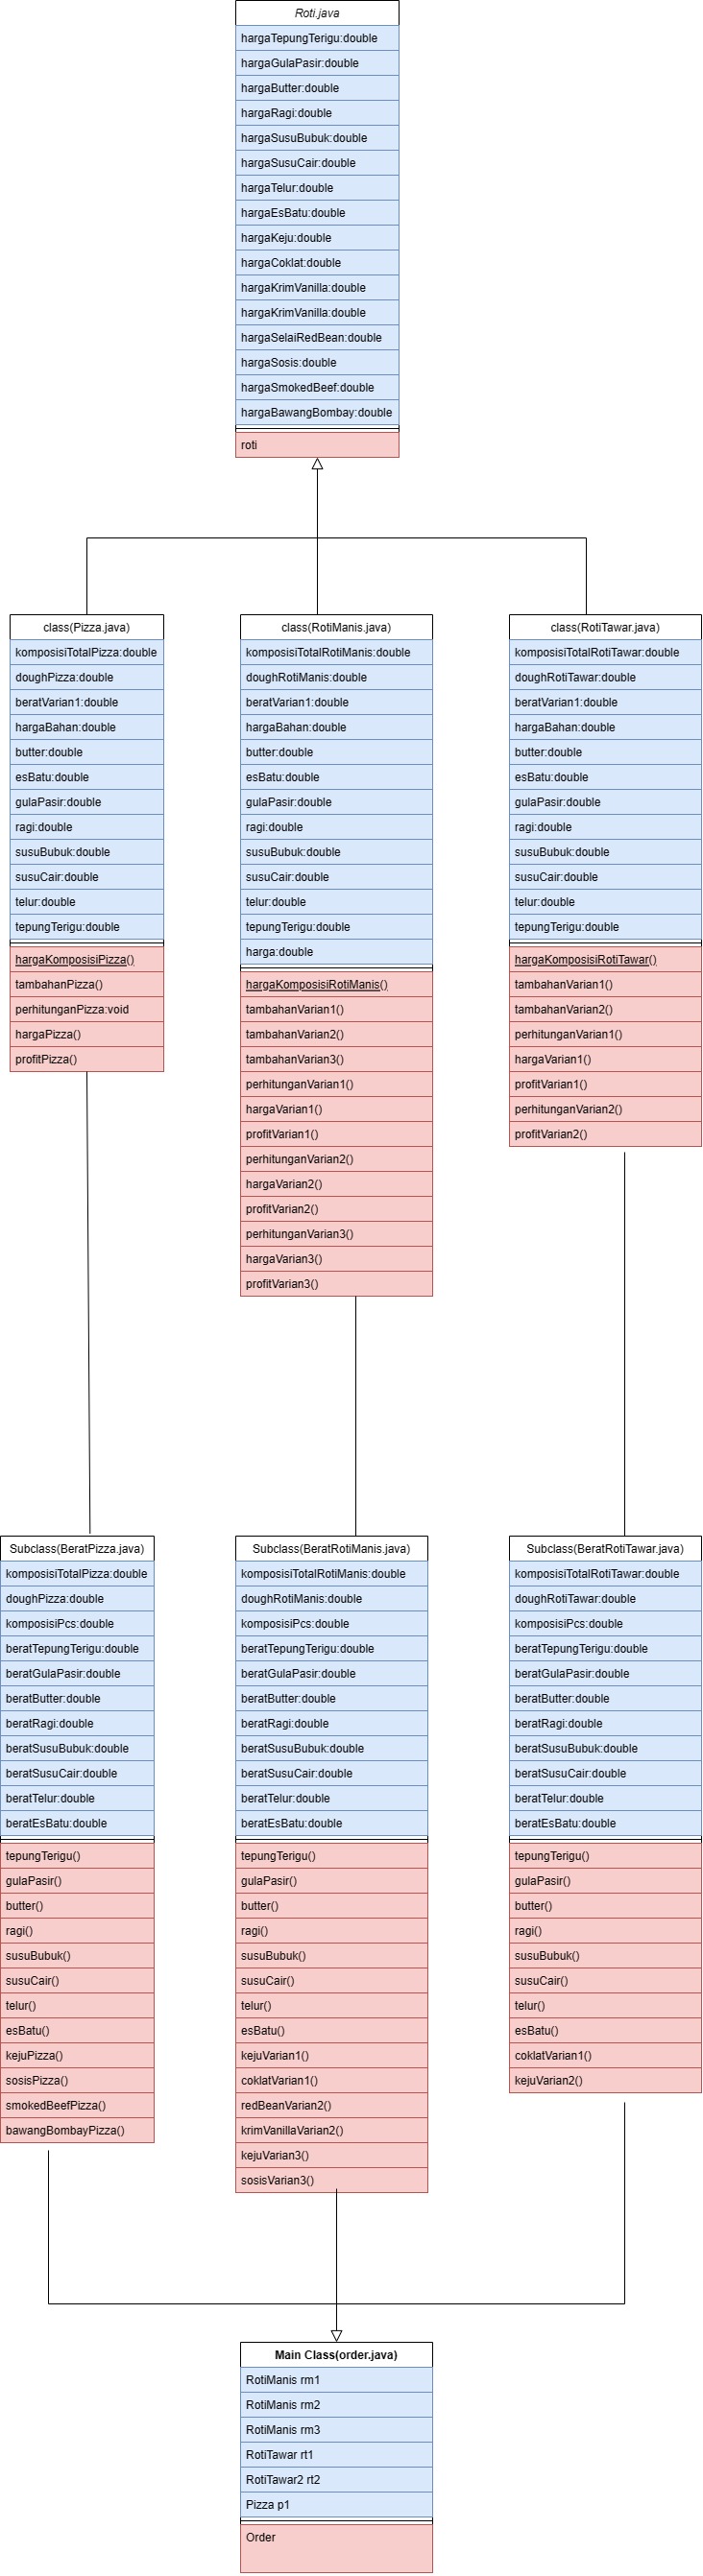 Roti.java
hargaTepungTerigu:double
hargaGulaPasir:double
hargaButter:double
hargaRagi:double
hargaSusuBubuk:double
hargaSusuCair:double
hargaTelur:double
hargaEsBatu:double
hargaKeju:double
hargaCoklat:double
hargaKrimVanilla:double
hargaKrimVanilla:double
hargaSelaiRedBean:double
hargaSosis:double
hargaSmokedBeef:double
hargaBawangBombay:double
roti
class(Pizza.java)
komposisiTotalPizza:double
doughPizza:double
beratVarian1:double
hargaBahan:double
butter:double
esBatu:double
gulaPasir:double
ragi:double
susuBubuk:double
susuCair:double
telur:double
tepungTerigu:double
hargaKomposisiPizza()
tambahanPizza()
perhitunganPizza:void
hargaPizza()
profitPizza()
class(RotiManis.java)
komposisiTotalRotiManis:double
doughRotiManis:double
beratVarian1:double
hargaBahan:double
butter:double
esBatu:double
gulaPasir:double
ragi:double
susuBubuk:double
susuCair:double
telur:double
tepungTerigu:double
harga:double
hargaKomposisiRotiManis()
tambahanVarian1()
tambahanVarian2()
tambahanVarian3()
perhitunganVarian1()
hargaVarian1()
profitVarian1()
perhitunganVarian2()
hargaVarian2()
profitVarian2()
perhitunganVarian3()
hargaVarian3()
profitVarian3()
class(RotiTawar.java)
komposisiTotalRotiTawar:double
doughRotiTawar:double
beratVarian1:double
hargaBahan:double
butter:double
esBatu:double
gulaPasir:double
ragi:double
susuBubuk:double
susuCair:double
telur:double
tepungTerigu:double
hargaKomposisiRotiTawar()
tambahanVarian1()
tambahanVarian2()
perhitunganVarian1()
hargaVarian1()
profitVarian1()
perhitunganVarian2()
profitVarian2()
Subclass(BeratPizza.java)
komposisiTotalPizza:double
doughPizza:double
komposisiPcs:double
beratTepungTerigu:double
beratGulaPasir:double
beratButter:double
beratRagi:double
beratSusuBubuk:double
beratSusuCair:double
beratTelur:double
beratEsBatu:double
tepungTerigu()
gulaPasir()
butter()
ragi()
susuBubuk()
susuCair()
telur()
esBatu()
kejuPizza()
sosisPizza()
smokedBeefPizza()
bawangBombayPizza()
Subclass(BeratRotiManis.java)
komposisiTotalRotiManis:double
doughRotiManis:double
komposisiPcs:double
beratTepungTerigu:double
beratGulaPasir:double
beratButter:double
beratRagi:double
beratSusuBubuk:double
beratSusuCair:double
beratTelur:double
beratEsBatu:double
tepungTerigu()
gulaPasir()
butter()
ragi()
susuBubuk()
susuCair()
telur()
esBatu()
kejuVarian1()
coklatVarian1()
redBeanVarian2()
krimVanillaVarian2()
kejuVarian3()
sosisVarian3()
Subclass(BeratRotiTawar.java)
komposisiTotalRotiTawar:double
doughRotiTawar:double
komposisiPcs:double
beratTepungTerigu:double
beratGulaPasir:double
beratButter:double
beratRagi:double
beratSusuBubuk:double
beratSusuCair:double
beratTelur:double
beratEsBatu:double
tepungTerigu()
gulaPasir()
butter()
ragi()
susuBubuk()
susuCair()
telur()
esBatu()
coklatVarian1()
kejuVarian2()
Main Class(order.java)
RotiManis rm1
RotiManis rm2
RotiManis rm3
RotiTawar rt1
RotiTawar2 rt2
Pizza p1
Order